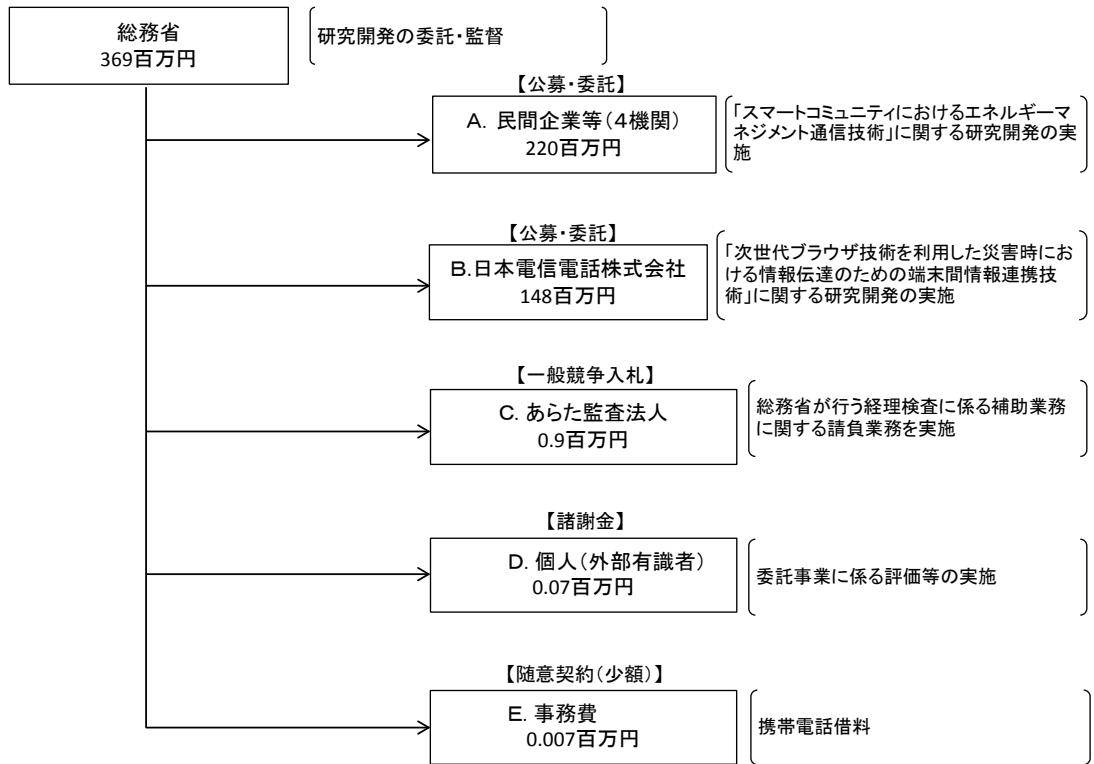 総務省
369百万円
研究開発の委託・監督
【公募・委託】
A. 民間企業等(4機関)
220百万円
「スマートコミュニティにおけるエネルギーマ
ネジメント通信技術」に関する研究開発の実
施
【公募・委託】
B.日本電信電話株式会社
148百万円
「次世代ブラウザ技術を利用した災害時にお
ける情報伝達のための端末間情報連携技
術」に関する研究開発の実施
【一般競争入札】
C. あらた監査法人
0.9百万円
総務省が行う経理検査に係る補助業務
に関する請負業務を実施
【諸謝金】
D. 個人(外部有識者)
0.07百万円
委託事業に係る評価等の実施
【随意契約(少額)】
E. 事務費
0.007百万円
携帯電話借料